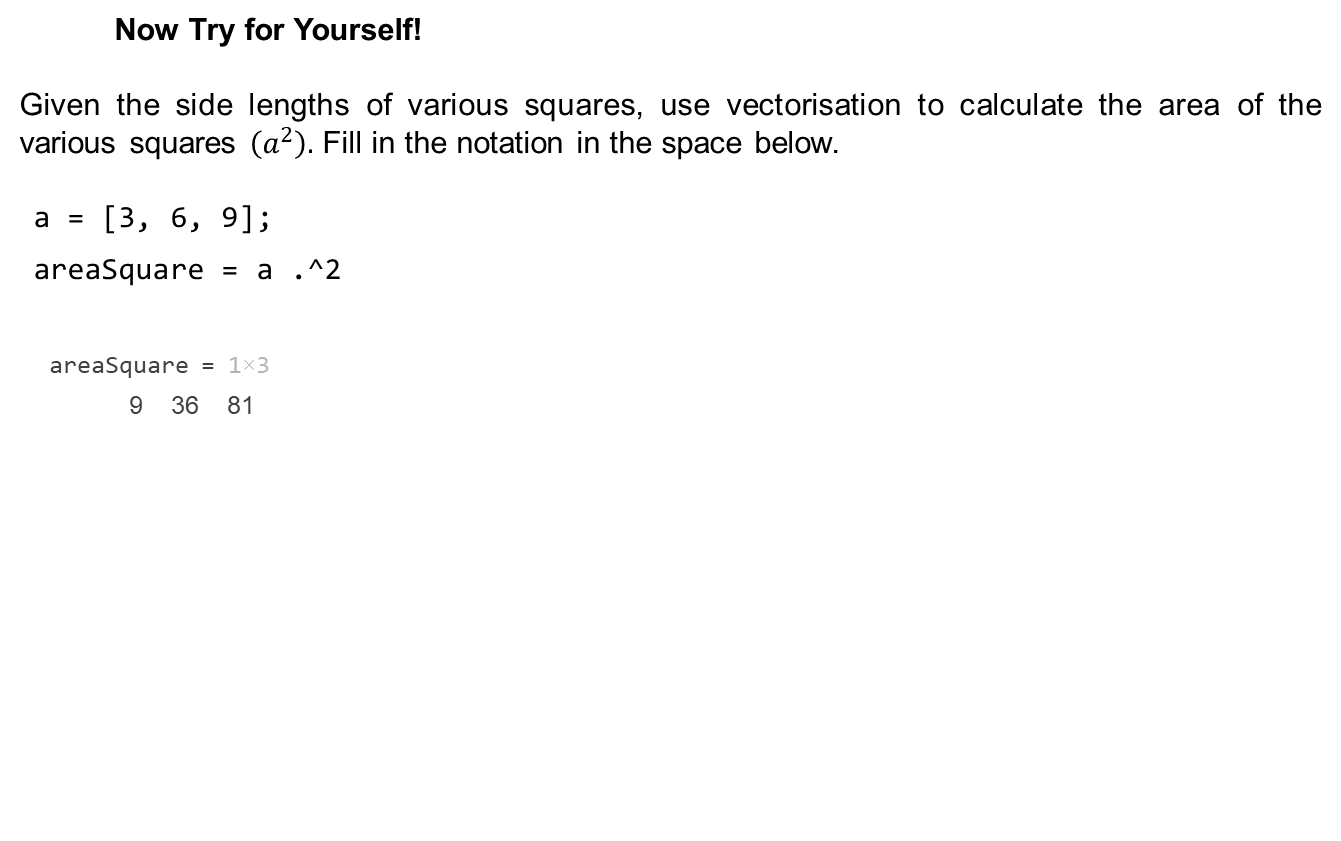 Now Try for Yourself!
Given the side lengths of various squares, use vectorisation to calculate the area of the
various squares (𝑎²). Fill in the notation in the space below.
a = [3, 6, 9];
areaSquare = a .^2
areaSquare = 1×3
9 36 81